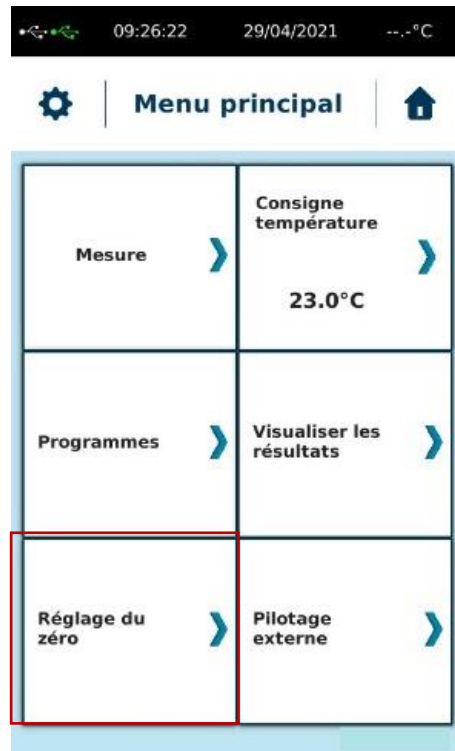 09:26:22 29/04/2021 --.-°C
Menu principal
Mesure
Consigne
température
23.0°C
Programmes
Visualiser les
résultats
Réglage du
zéro
Pilotage
externe